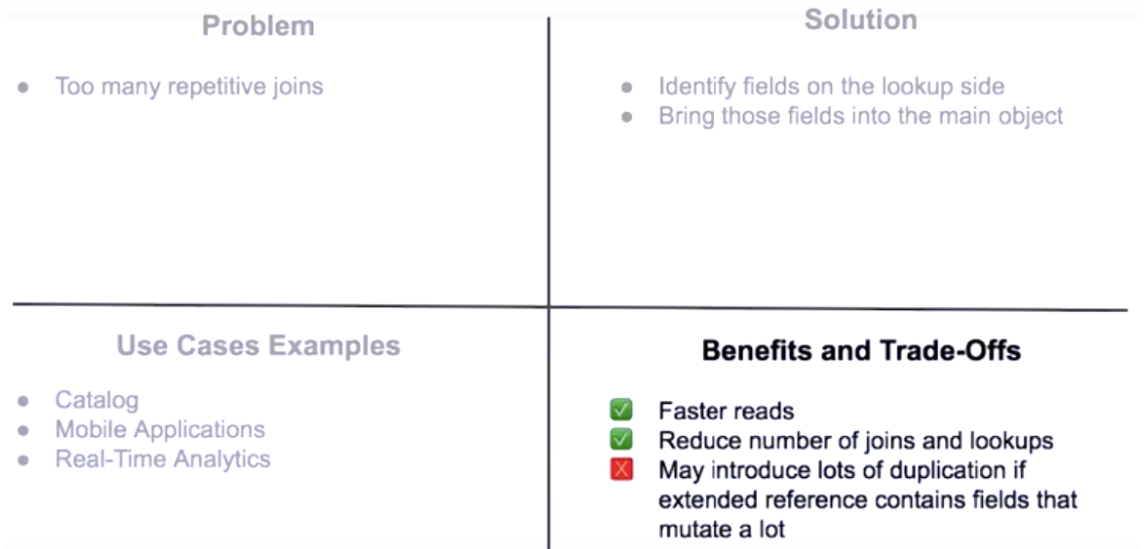 Problem
● Too many repetitive joins
Solution
● Identify fields on the lookup side
● Bring those fields into the main object
Use Cases Examples
● Catalog
● Mobile Applications
● Real-Time Analytics
Benefits and Trade-Offs
✅ Faster reads
✅ Reduce number of joins and lookups
❌ May introduce lots of duplication if
extended reference contains fields that
mutate a lot